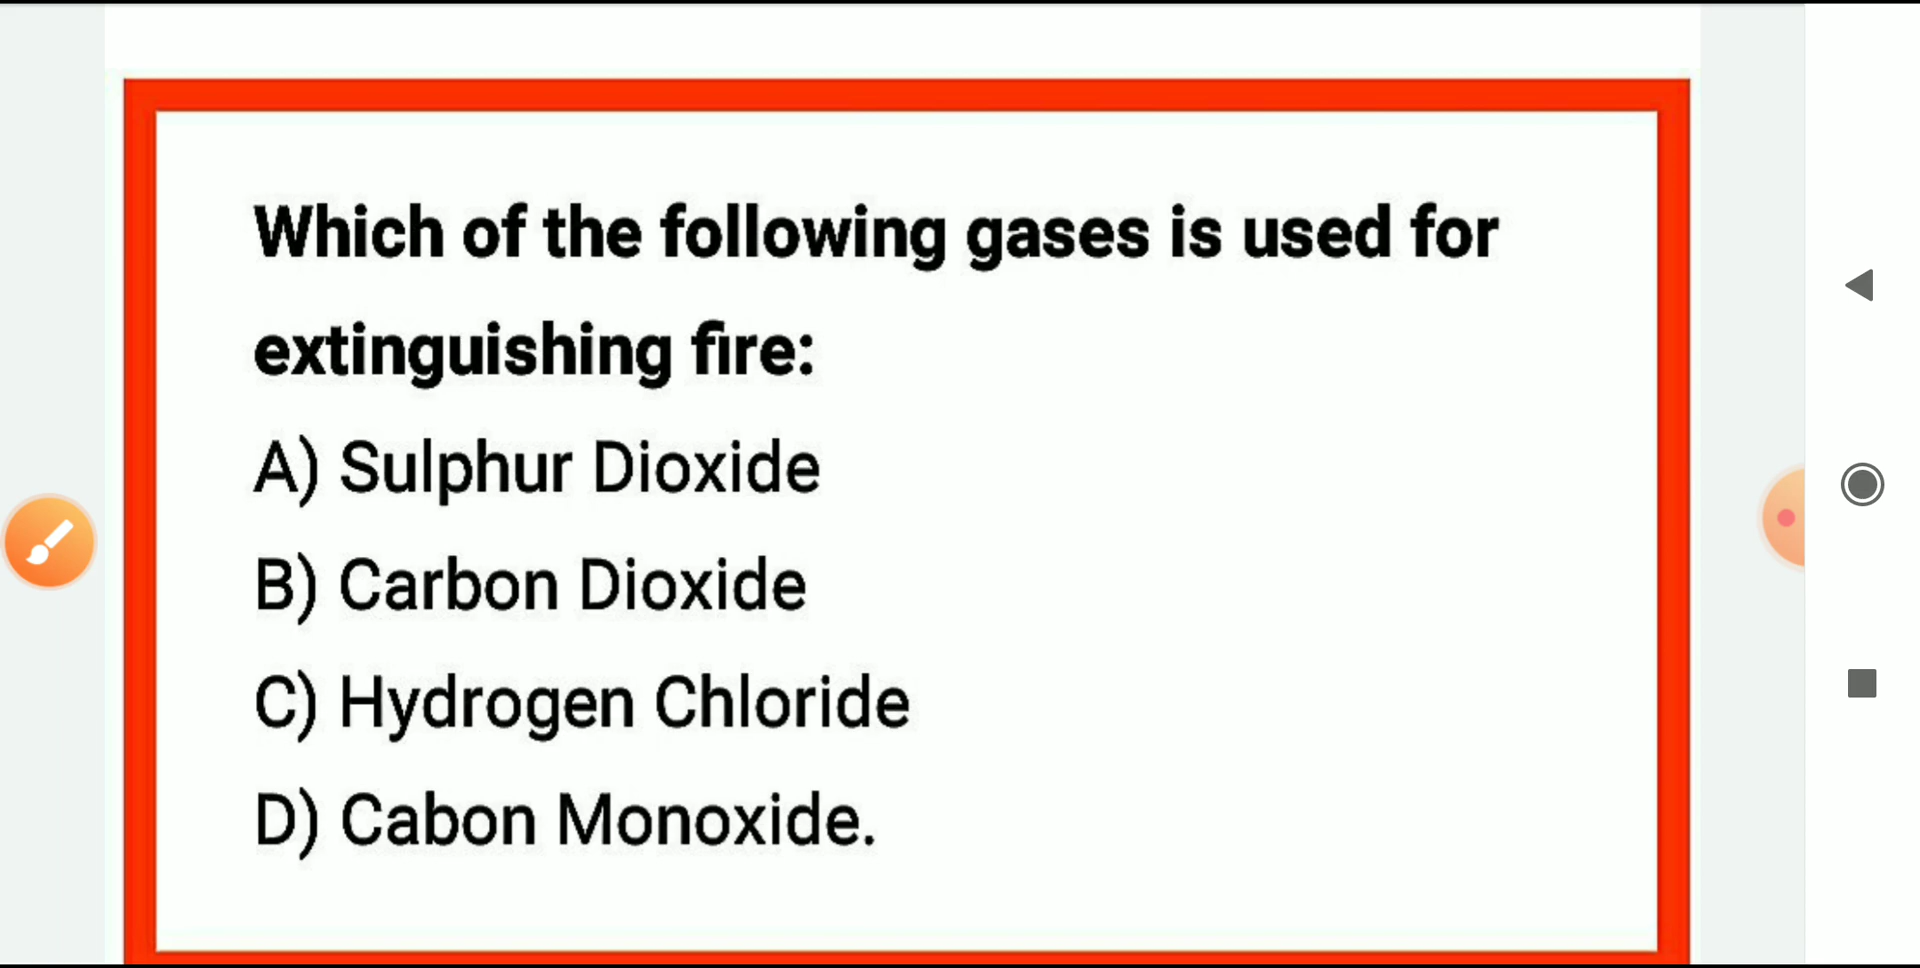 Which of the following gases is used for
extinguishing fire:
A) Sulphur Dioxide
B) Carbon Dioxide
C) Hydrogen Chloride
D) Cabon Monoxide.